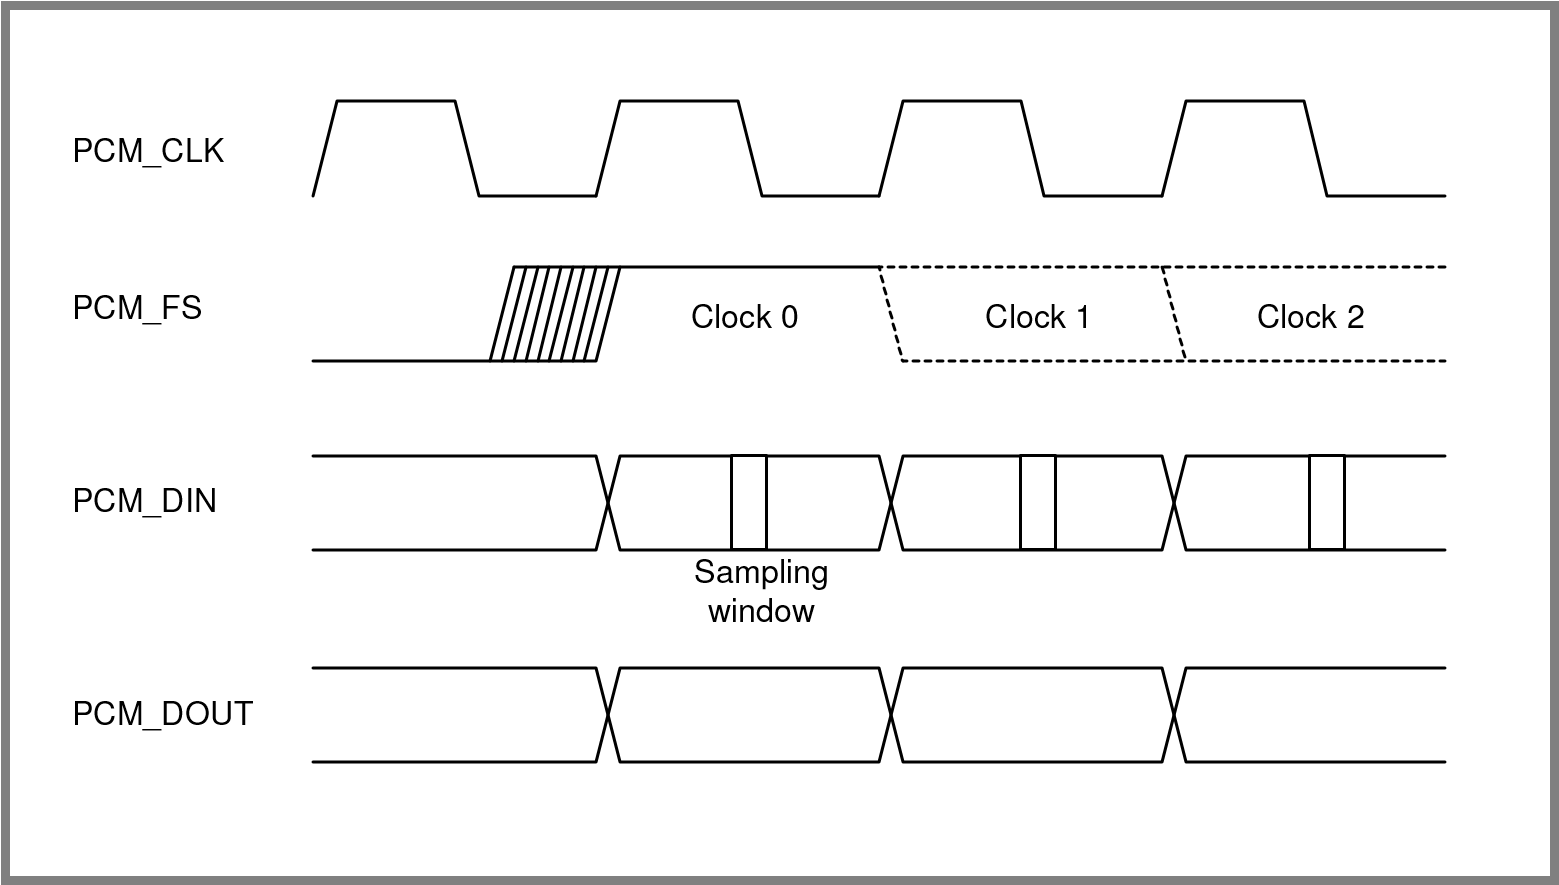 PCM_CLK
PCM_FS
Clock 0
Clock 1
Clock 2
PCM_DIN
Sampling
window
PCM_DOUT